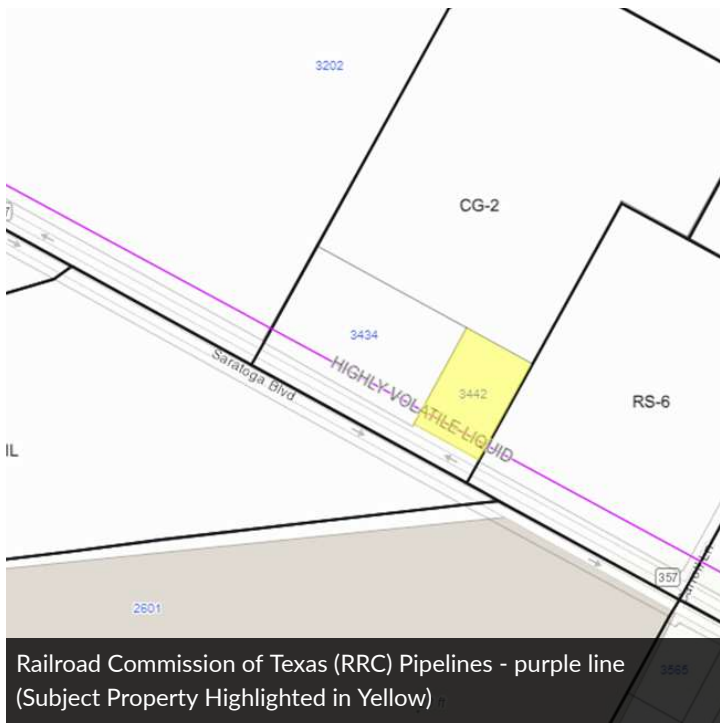 3202
CG-2
3434
HIGHLY VOLATILE LIQUID
3442
Saratoga Blvd
RS-6
IL
357
2601
3565
Railroad Commission of Texas (RRC) Pipelines - purple line
(Subject Property Highlighted in Yellow)